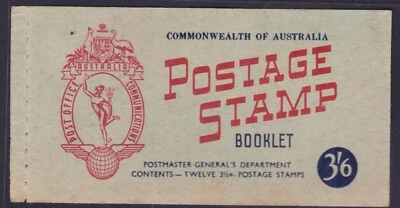 COMMONWEALTH OF AUSTRALIA
AUSTRALIA
POST OFFICE COMMUNICATIONS
POSTAGE
STAMP
BOOKLET
POSTMASTER-GENERAL'S DEPARTMENT
CONTENTS — TWELVE 3½D. POSTAGE STAMPS
3'6